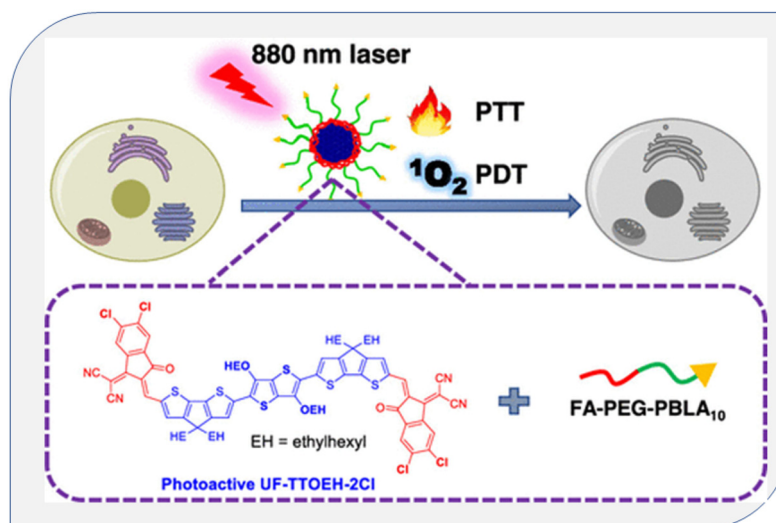 880 nm laser
PTT
¹O₂ PDT
Cl
Cl
O
NC
CN
S
S
HE EH
HEO
S
S
OEH
HE EH
S
S
O
CN
CN
Cl
Cl
EH = ethylhexyl
Photoactive UF-TTOEH-2Cl
FA-PEG-PBLA₁₀